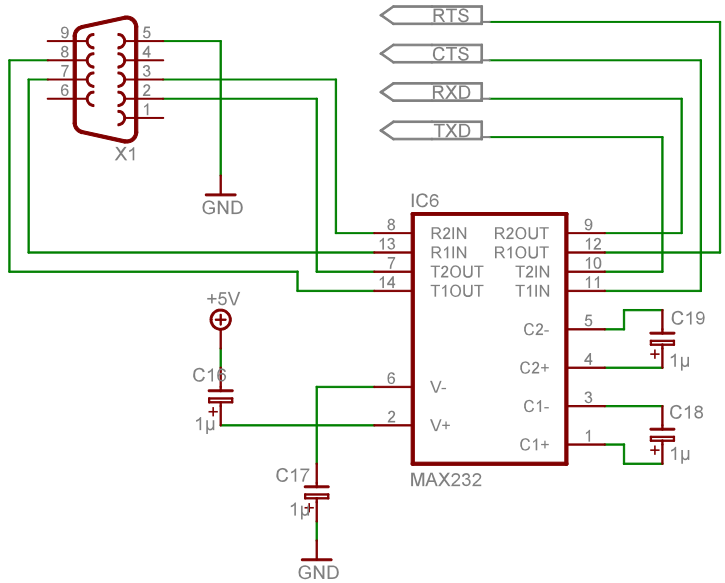 RTS
CTS
RXD
TXD
9
8
7
6
5
4
3
2
1
X1
GND
IC6
8
13
7
14
R2IN
R1IN
T2OUT
T1OUT
R2OUT
R1OUT
T2IN
T1IN
9
12
10
11
+5V
C16
1µ
6
2
V-
V+
C2-
C2+
C1-
C1+
5
4
3
1
C19
+
1µ
C18
+
1µ
+
C17
1µ
+
MAX232
GND